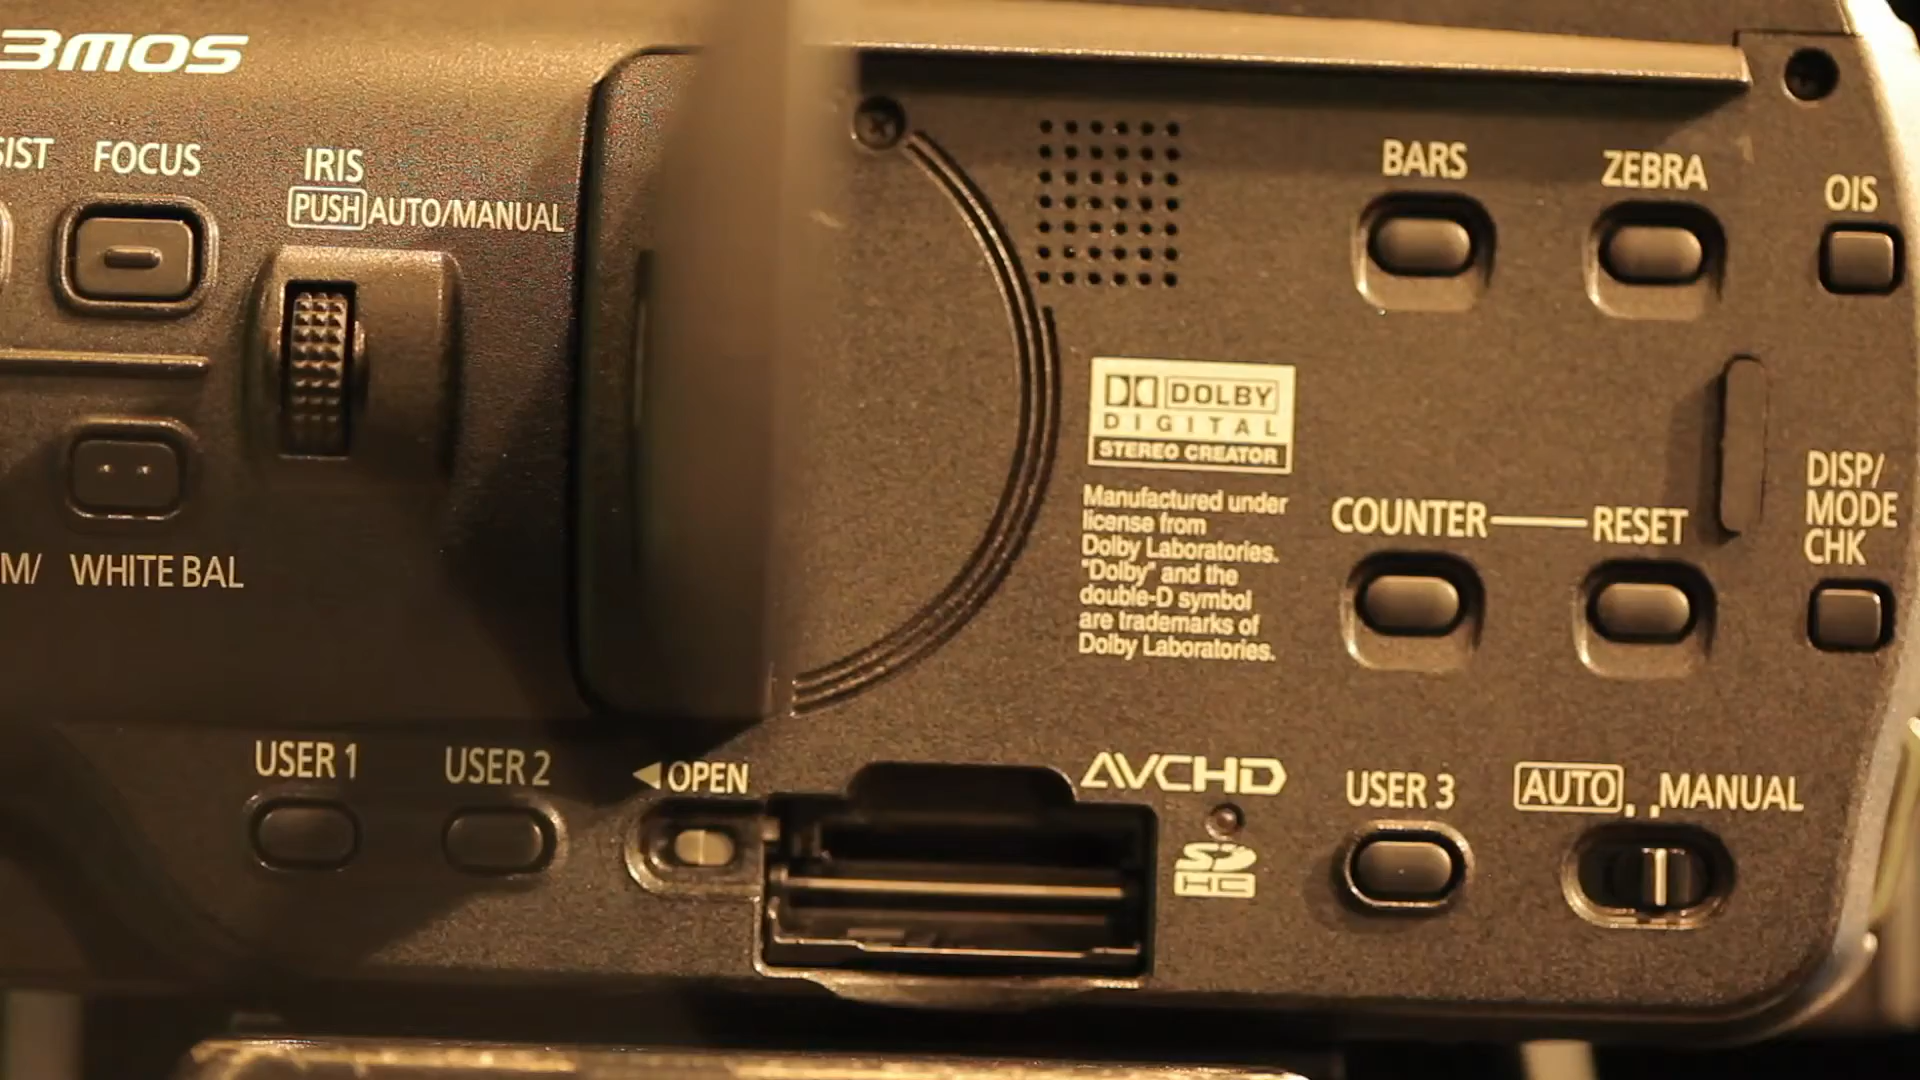 3MOS
FOCUS
IRIS
PUSH AUTO/MANUAL
WHITE BAL
USER 1
USER 2
◀OPEN
BARS
ZEBRA
OIS
DOLBY
DIGITAL
STEREO CREATOR
Manufactured under
license from
Dolby Laboratories.
"Dolby" and the
double-D symbol
are trademarks of
Dolby Laboratories.
COUNTER
RESET
DISP/
MODE
CHK
AVCHD
SD
HC
USER 3
AUTO
MANUAL